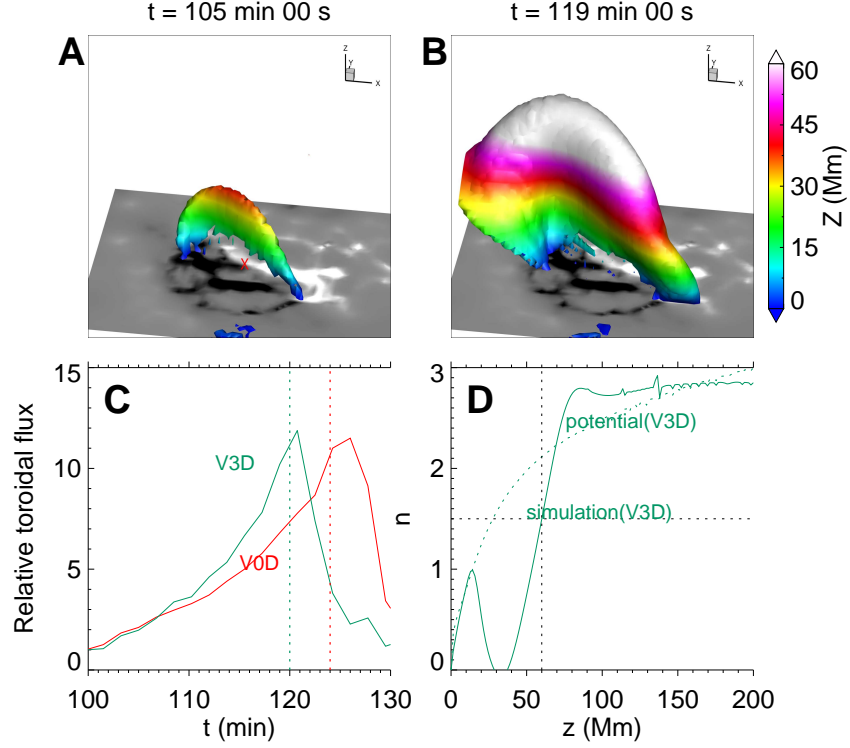 t = 105 min 00 s
t = 119 min 00 s
A
z
y
x
B
z
y
x
60
45
30
15
0
Z (Mm)
C
15
10
5
0
Relative toroidal flux
V3D
V0D
100 110 120 130
t (min)
D
3
2
1
0
n
potential(V3D)
simulation(V3D)
0 50 100 150 200
z (Mm)
X